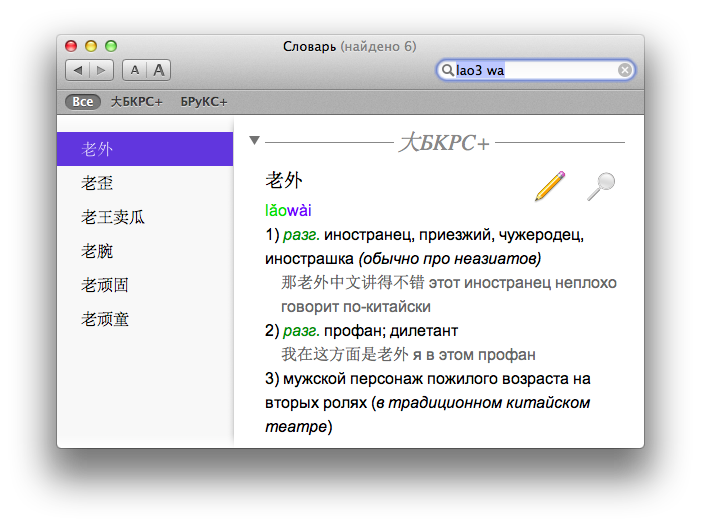 Словарь (найдено 6)
A A
lao3 wa
Все 大БКРС+ БРуКС+
老外
老歪
老王卖瓜
老腕
老顽固
老顽童
大БКРС+
老外
lǎowài
1) разг. иностранец, приезжий, чужеродец,
инострашка (обычно про неазиатов)
那老外中文讲得不错 этот иностранец неплохо
говорит по-китайски
2) разг. профан; дилетант
我在这方面是老外 я в этом профан
3) мужской персонаж пожилого возраста на
вторых ролях (в традиционном китайском
театре)